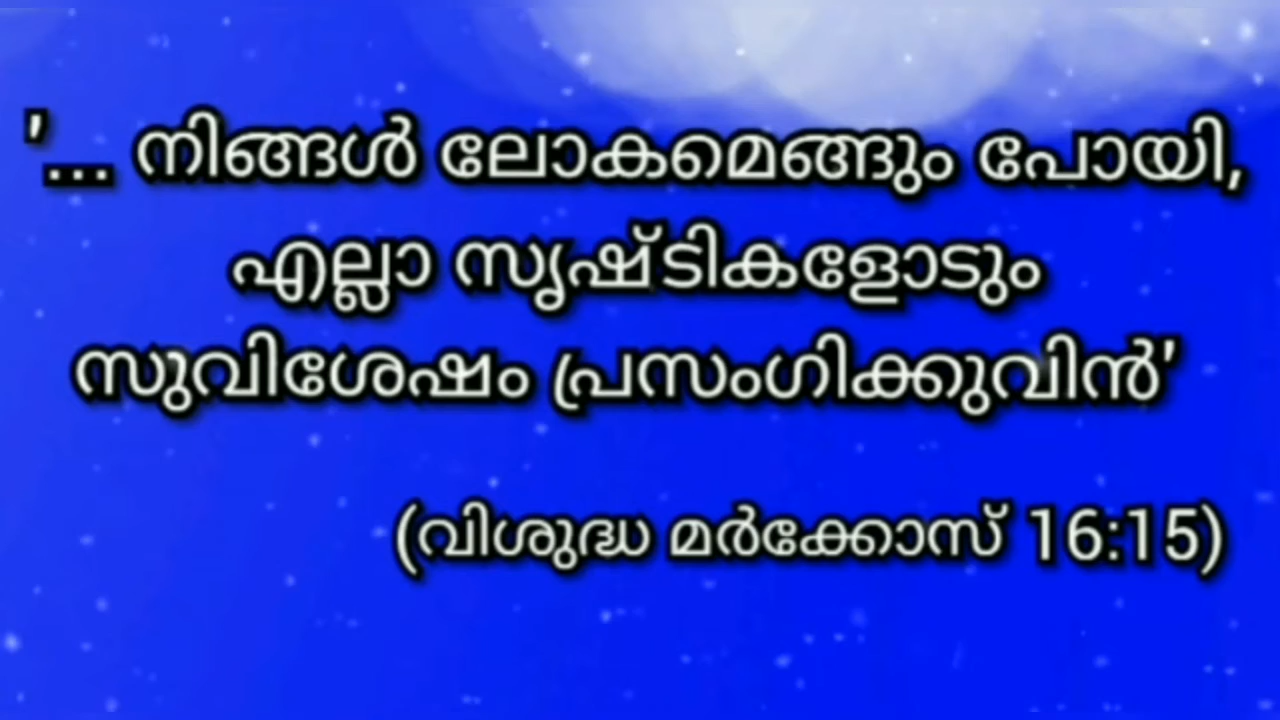 '... നിങ്ങൾ ലോകമെങ്ങും പോയി,
എല്ലാ സൃഷ്ടികളോടും
സുവിശേഷം പ്രസംഗിക്കുവിൻ'
(വിശുദ്ധ മർക്കോസ് 16:15)